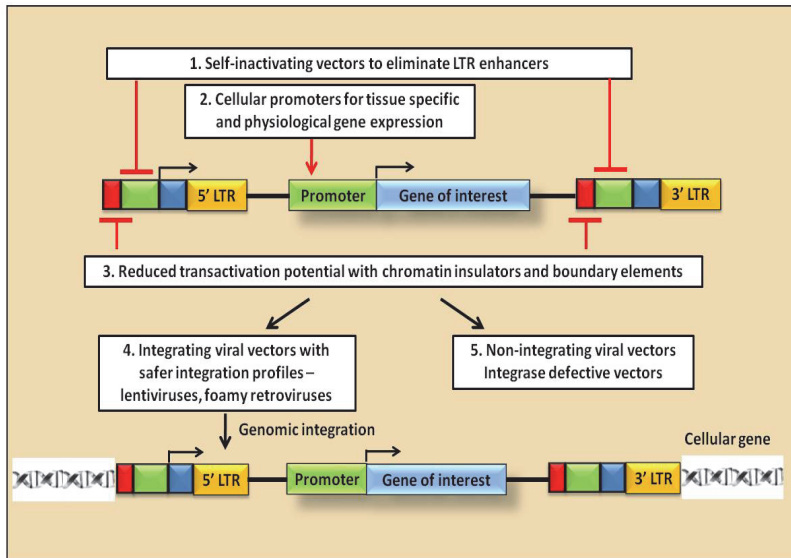 1. Self-inactivating vectors to eliminate LTR enhancers
2. Cellular promoters for tissue specific
and physiological gene expression
5' LTR
Promoter
Gene of interest
3' LTR
3. Reduced transactivation potential with chromatin insulators and boundary elements
4. Integrating viral vectors with
safer integration profiles –
lentiviruses, foamy retroviruses
5. Non-integrating viral vectors
Integrase defective vectors
Genomic integration
Cellular gene
5' LTR
Promoter
Gene of interest
3' LTR